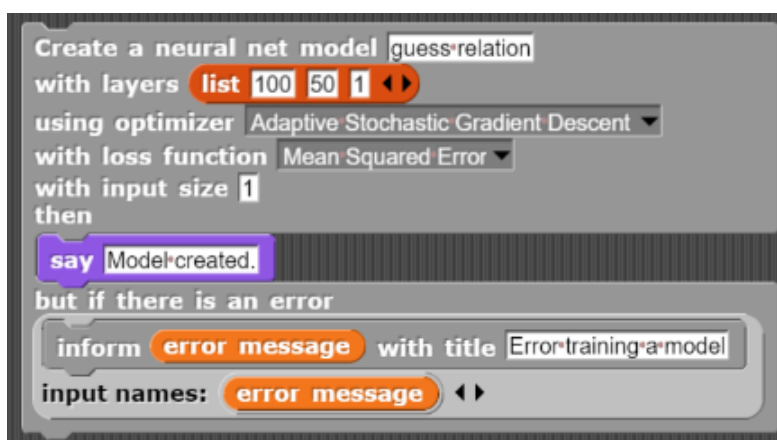 Create a neural net model guess relation
with layers list 100 50 1
using optimizer Adaptive Stochastic Gradient Descent
with loss function Mean Squared Error
with input size 1
then
say Model created.
but if there is an error
inform error message with title Error training a model
input names: error message